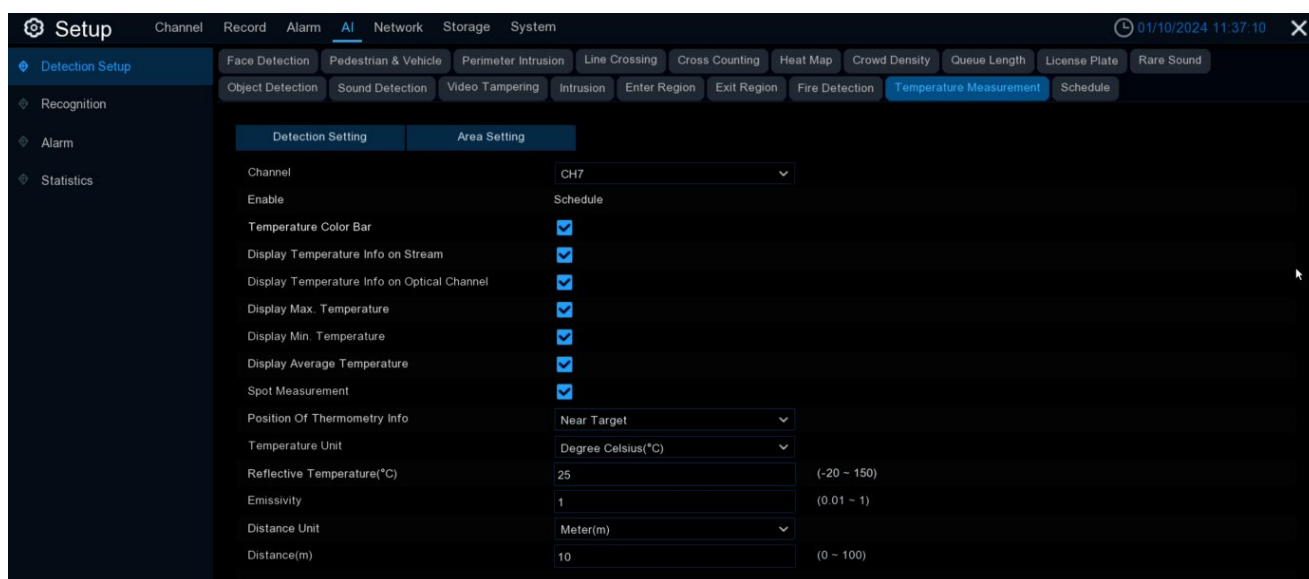 Setup Channel Record Alarm AI Network Storage System 01/10/2024 11:37:10
Detection Setup
Recognition
Alarm
Statistics
Face Detection Pedestrian & Vehicle Perimeter Intrusion Line Crossing Cross Counting Heat Map Crowd Density Queue Length License Plate Rare Sound
Object Detection Sound Detection Video Tampering Intrusion Enter Region Exit Region Fire Detection Temperature Measurement Schedule
Detection Setting Area Setting
Channel CH7
Enable Schedule
Temperature Color Bar
Display Temperature Info on Stream
Display Temperature Info on Optical Channel
Display Max. Temperature
Display Min. Temperature
Display Average Temperature
Spot Measurement
Position Of Thermometry Info Near Target
Temperature Unit Degree Celsius(°C)
Reflective Temperature(°C) 25 (-20 ~ 150)
Emissivity 1 (0.01 ~ 1)
Distance Unit Meter(m)
Distance(m) 10 (0 ~ 100)